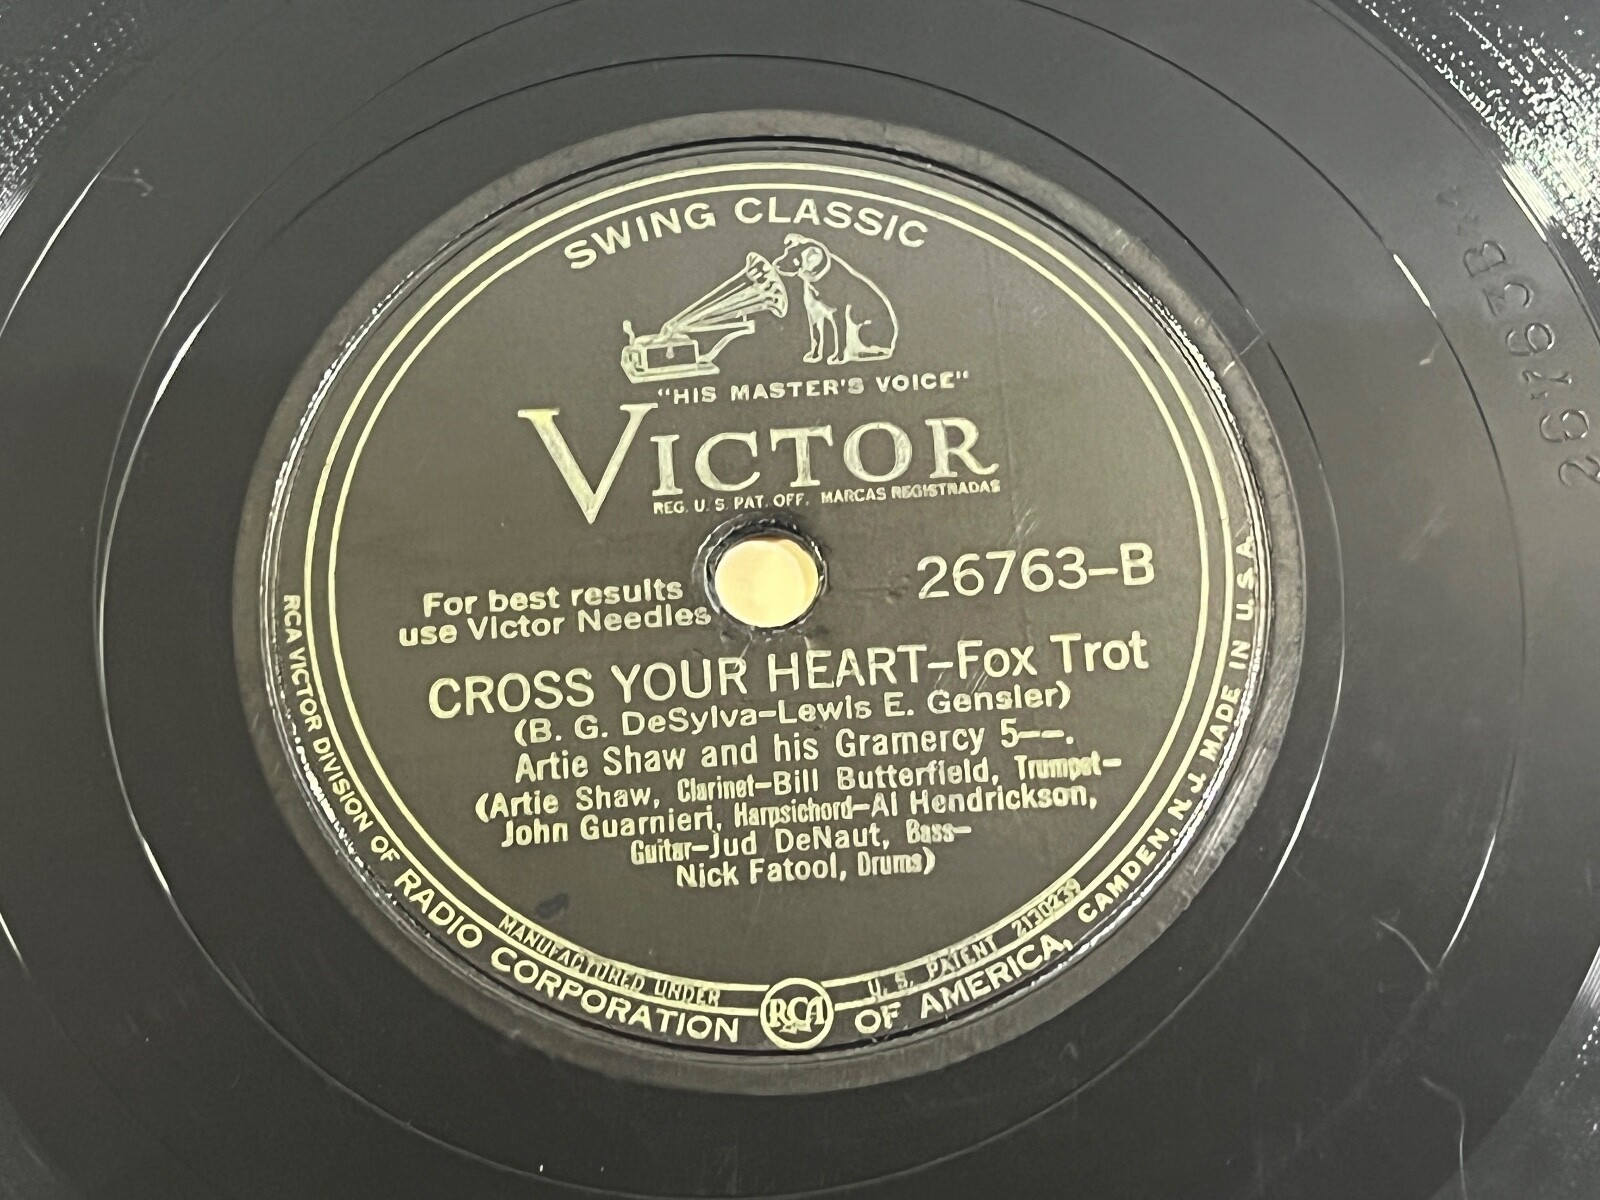 SWING CLASSIC
"HIS MASTER'S VOICE"
VICTOR
REG. U. S. PAT. OFF. MARCAS REGISTRADAS
26763-B
For best results
use Victor Needles
CROSS YOUR HEART-Fox Trot
(B. G. DeSylva-Lewis E. Gensler)
Artie Shaw and his Gramercy 5--.
(Artie Shaw, Clarinet-Bill Butterfield, Trumpet-
John Guarnieri, Harpsichord-Al Hendrickson,
Guitar-Jud DeNaut, Bass-
Nick Fatool, Drums)
MANUFACTURED UNDER U. S. PATENT 2130239
RCA VICTOR DIVISION OF RADIO CORPORATION OF AMERICA, CAMDEN, N. J. MADE IN U.S.A.
RCA
26763B